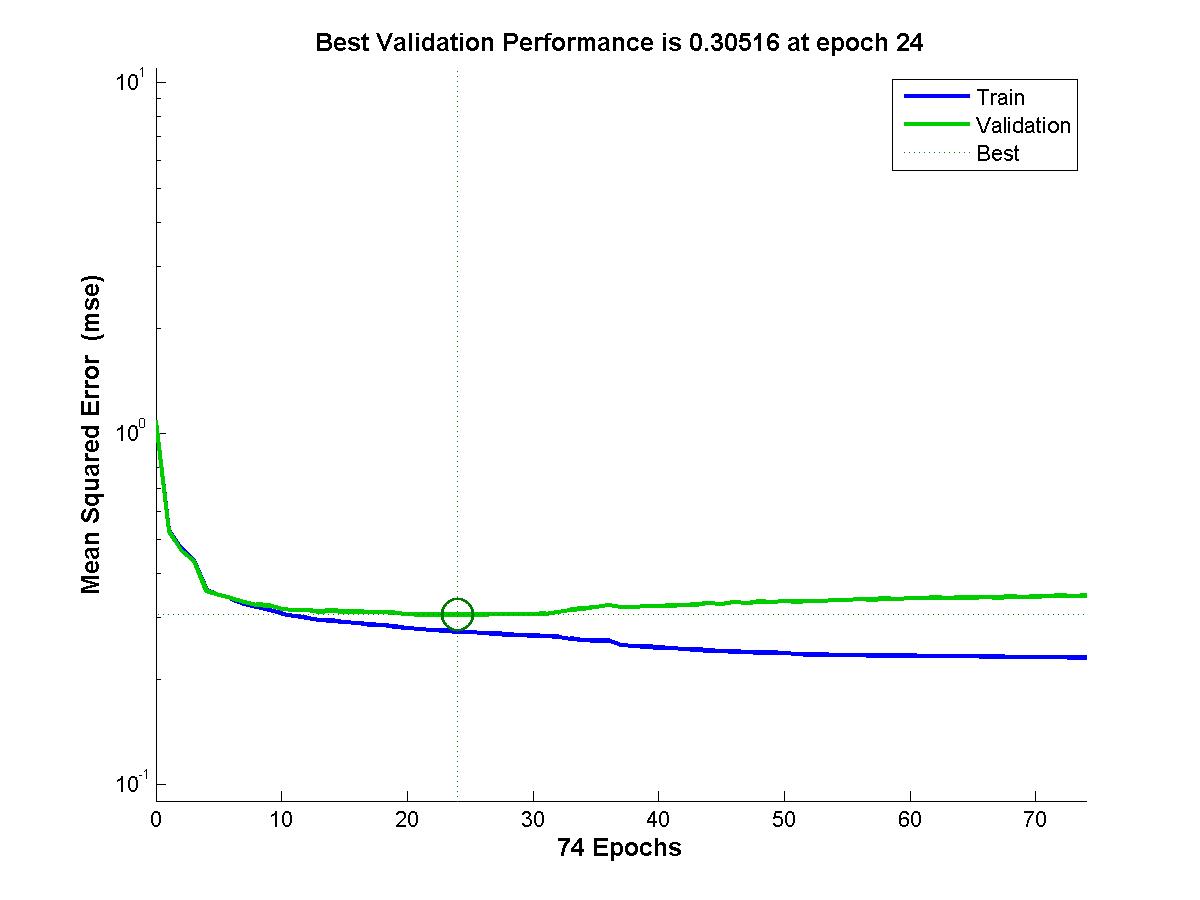 Best Validation Performance is 0.30516 at epoch 24
Train
Validation
Best
Mean Squared Error (mse)
10^1
10^0
10^-1
0 10 20 30 40 50 60 70
74 Epochs